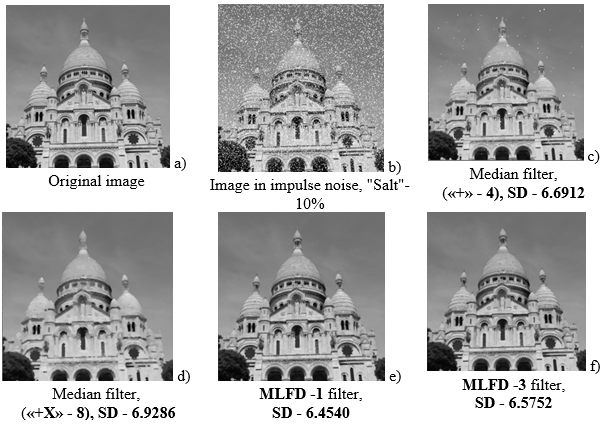 a)
Original image
b)
Image in impulse noise, "Salt"-
10%
c)
Median filter,
(«+» - 4), SD - 6.6912
d)
Median filter,
(«+X» - 8), SD - 6.9286
e)
MLFD -1 filter,
SD - 6.4540
f)
MLFD -3 filter,
SD - 6.5752